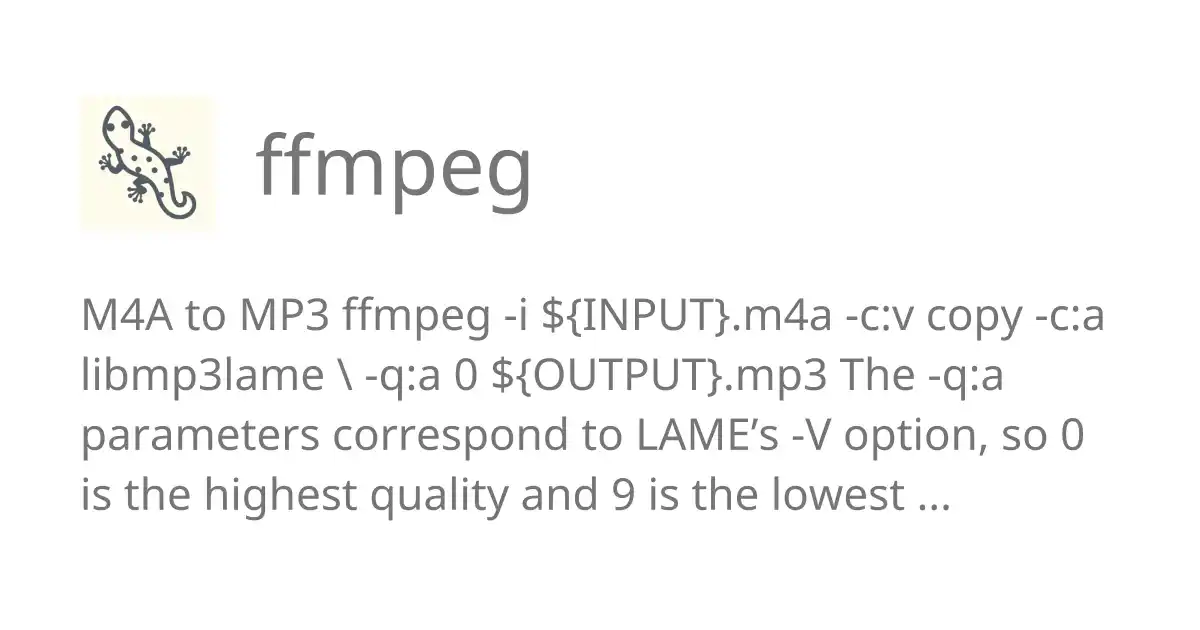 ffmpeg
M4A to MP3 ffmpeg -i ${INPUT}.m4a -c:v copy -c:a
libmp3lame \ -q:a 0 ${OUTPUT}.mp3 The -q:a
parameters correspond to LAME’s -V option, so 0
is the highest quality and 9 is the lowest ...